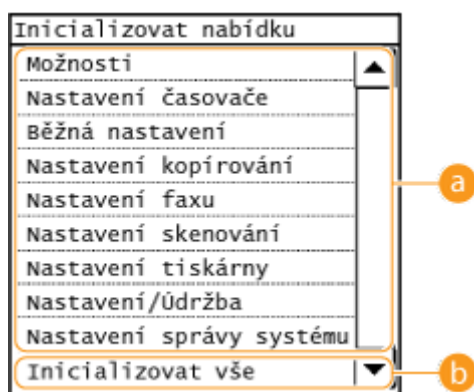 Inicializovat nabídku
Možnosti
Nastavení časovače
Běžná nastavení
Nastavení kopírování
a
Nastavení faxu
Nastavení skenování
Nastavení tiskárny
Nastavení/Údržba
Nastavení správy systému
Inicializovat vše
b